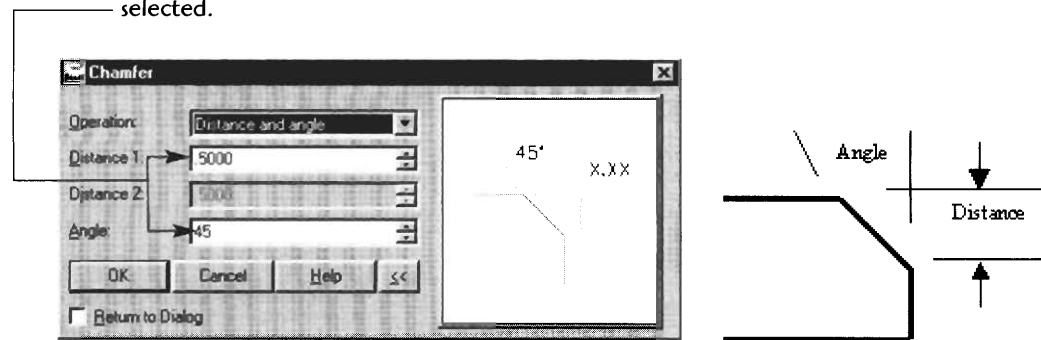 selected.
Chamfer
Operation: Distance and angle
Distance 1: .5000
Distance 2: .5000
Angle: 45
OK Cancel Help <<
Return to Dialog
45°
X.XX
Angle
Distance